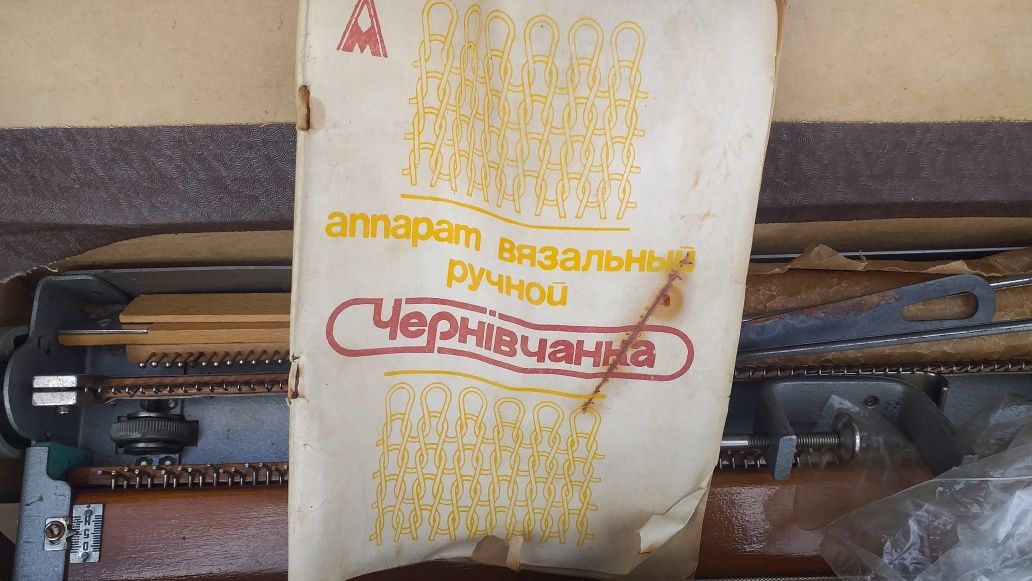 аппарат вязальный
ручной
Чернівчанка